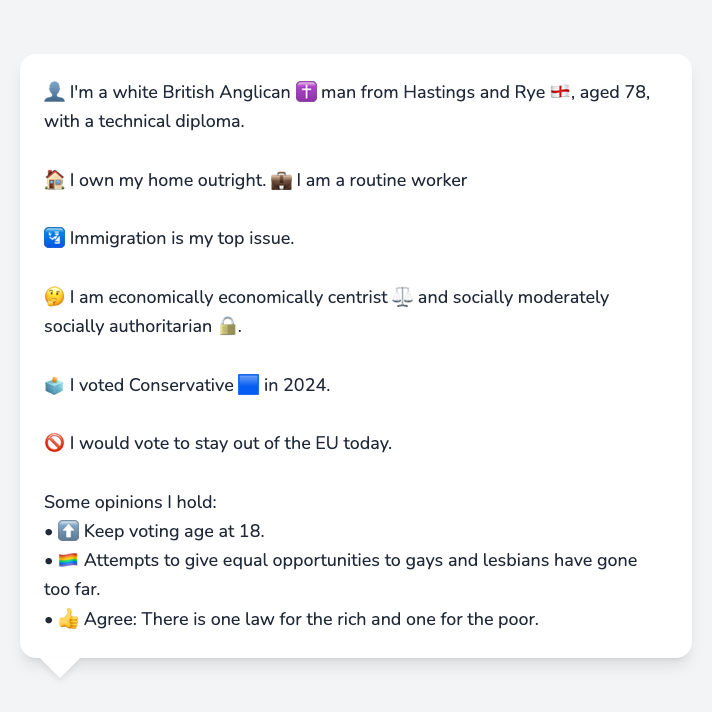 👤 I'm a white British Anglican ✝️ man from Hastings and Rye 🏴󠁧󠁢󠁥󠁮󠁧󠁿, aged 78,
with a technical diploma.
🏠 I own my home outright. 💼 I am a routine worker
🛂 Immigration is my top issue.
🤔 I am economically economically centrist ⚖️ and socially moderately
socially authoritarian 🔒.
🗳️ I voted Conservative 🟦 in 2024.
🚫 I would vote to stay out of the EU today.
Some opinions I hold:
• ⬆️ Keep voting age at 18.
• 🏳️‍🌈 Attempts to give equal opportunities to gays and lesbians have gone
too far.
• 👍 Agree: There is one law for the rich and one for the poor.